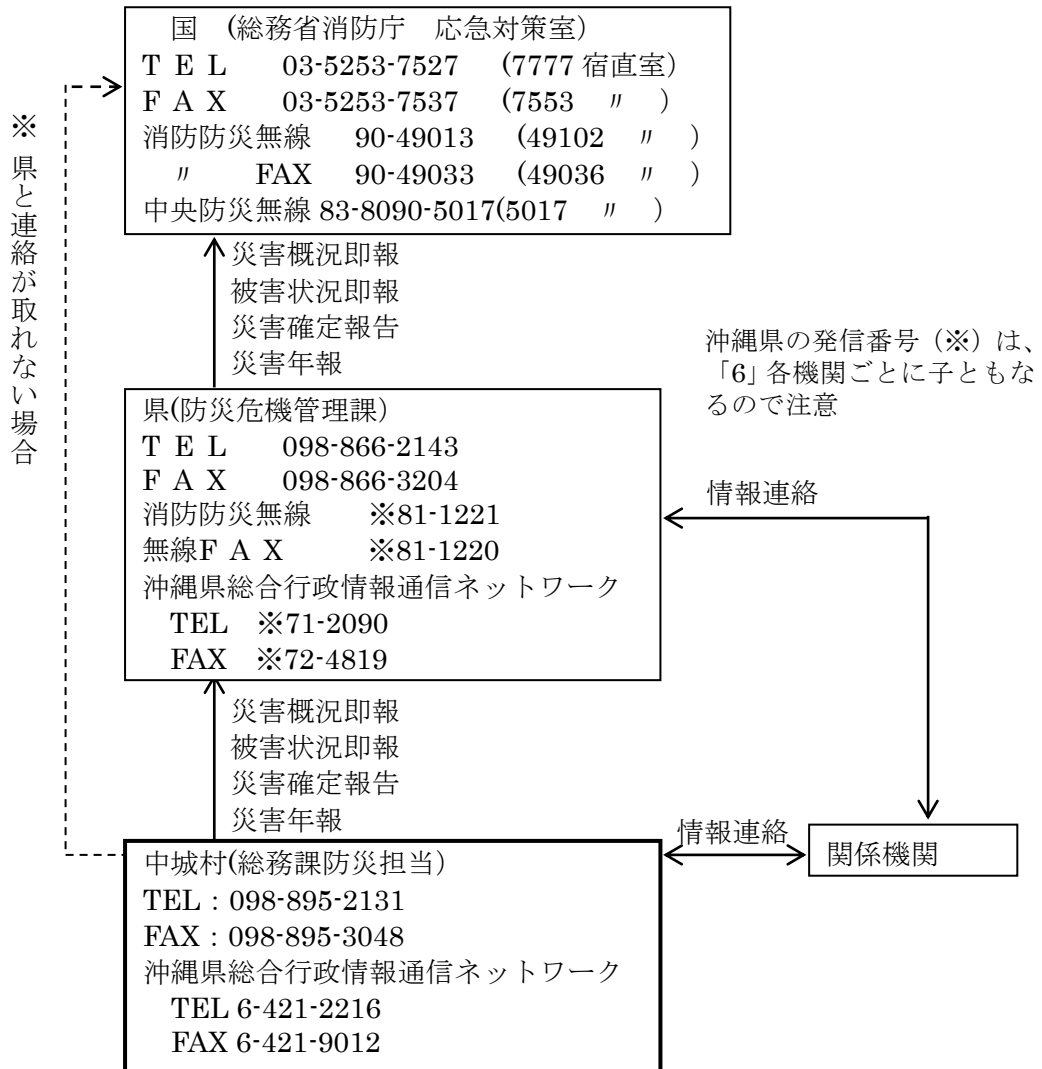 国 (総務省消防庁 応急対策室)
T E L 03-5253-7527 (7777 宿直室)
F A X 03-5253-7537 (7553 〃 )
消防防災無線 90-49013 (49102 〃 )
〃 FAX 90-49033 (49036 〃 )
中央防災無線 83-8090-5017(5017 〃 )
※県と連絡が取れない場合
災害概況即報
被害状況即報
災害確定報告
災害年報
沖縄県の発信番号（※）は、
「6」各機関ごとに子ともな
るので注意
県(防災危機管理課)
T E L 098-866-2143
F A X 098-866-3204
消防防災無線 ※81-1221
無線F A X ※81-1220
沖縄県総合行政情報通信ネットワーク
TEL ※71-2090
FAX ※72-4819
情報連絡
災害概況即報
被害状況即報
災害確定報告
災害年報
情報連絡
関係機関
中城村(総務課防災担当)
TEL：098-895-2131
FAX：098-895-3048
沖縄県総合行政情報通信ネットワーク
TEL 6-421-2216
FAX 6-421-9012